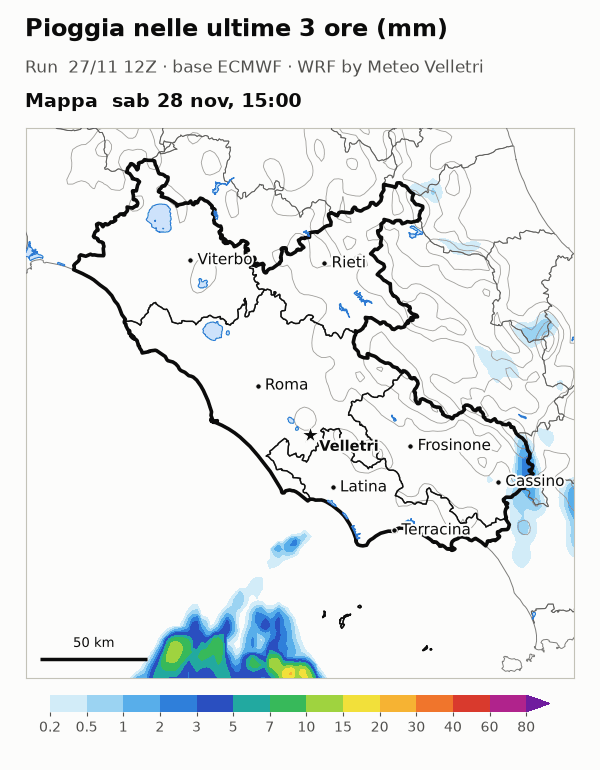 Pioggia nelle ultime 3 ore (mm)
Run 27/11 12Z · base ECMWF · WRF by Meteo Velletri
Mappa sab 28 nov, 15:00
Viterbo
Rieti
Roma
Velletri
Frosinone
Latina
Cassino
Terracina
50 km
0.2 0.5 1 2 3 5 7 10 15 20 30 40 60 80